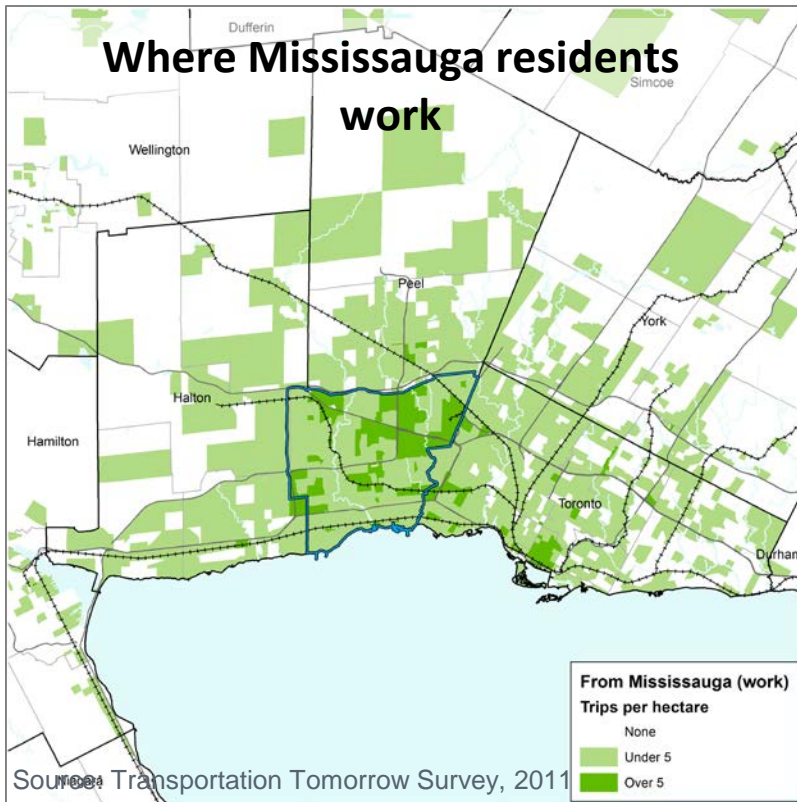 Dufferin
Where Mississauga residents
work
Simcoe
Wellington
Peel
York
Halton
Hamilton
Toronto
Durham
From Mississauga (work)
Trips per hectare
None
Under 5
Over 5
Niagara
Source: Transportation Tomorrow Survey, 2011